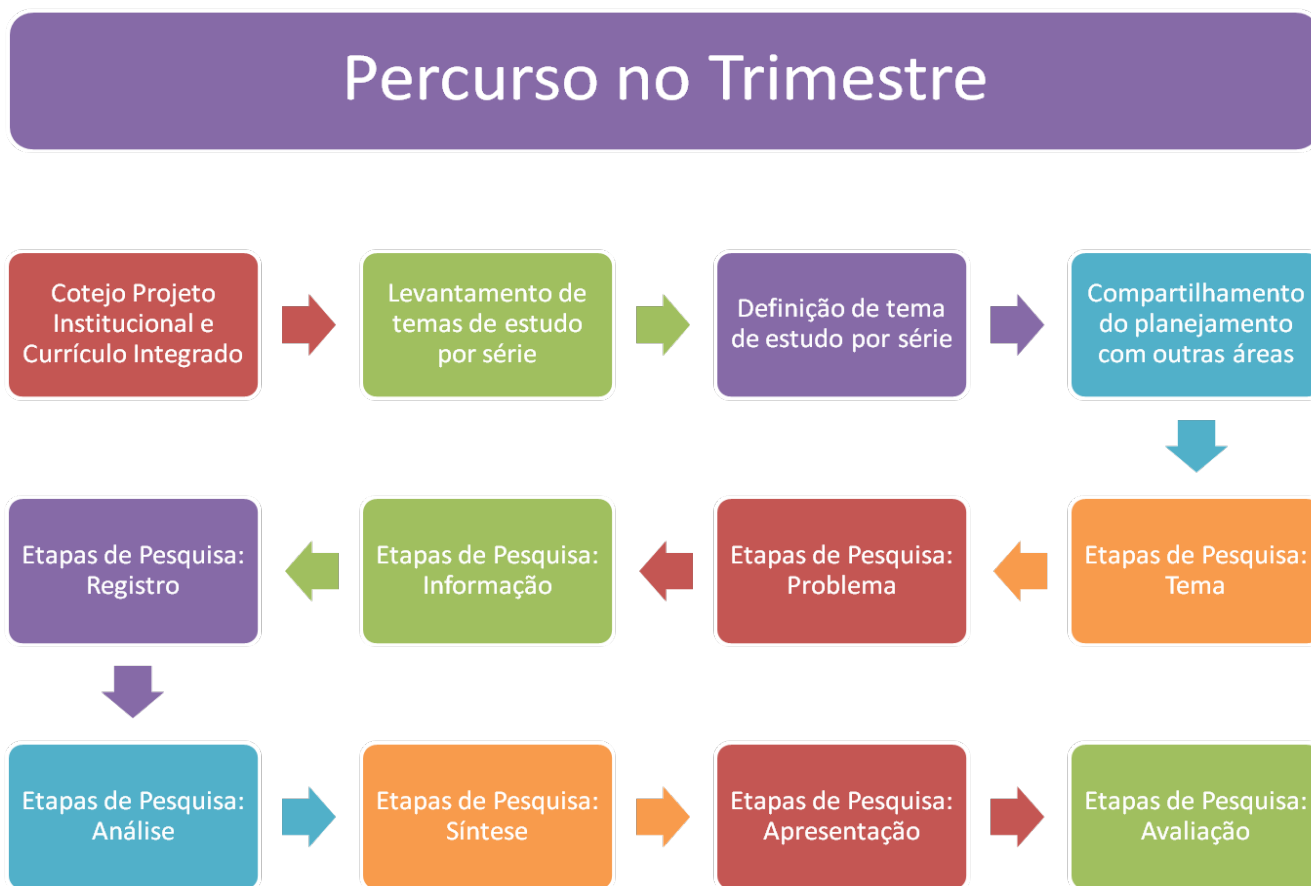 Percurso no Trimestre
Cotejo Projeto
Institucional e
Currículo Integrado
Levantamento de
temas de estudo
por série
Definição de tema
de estudo por série
Compartilhamento
do planejamento
com outras áreas
Etapas de Pesquisa:
Tema
Etapas de Pesquisa:
Problema
Etapas de Pesquisa:
Informação
Etapas de Pesquisa:
Registro
Etapas de Pesquisa:
Análise
Etapas de Pesquisa:
Síntese
Etapas de Pesquisa:
Apresentação
Etapas de Pesquisa:
Avaliação